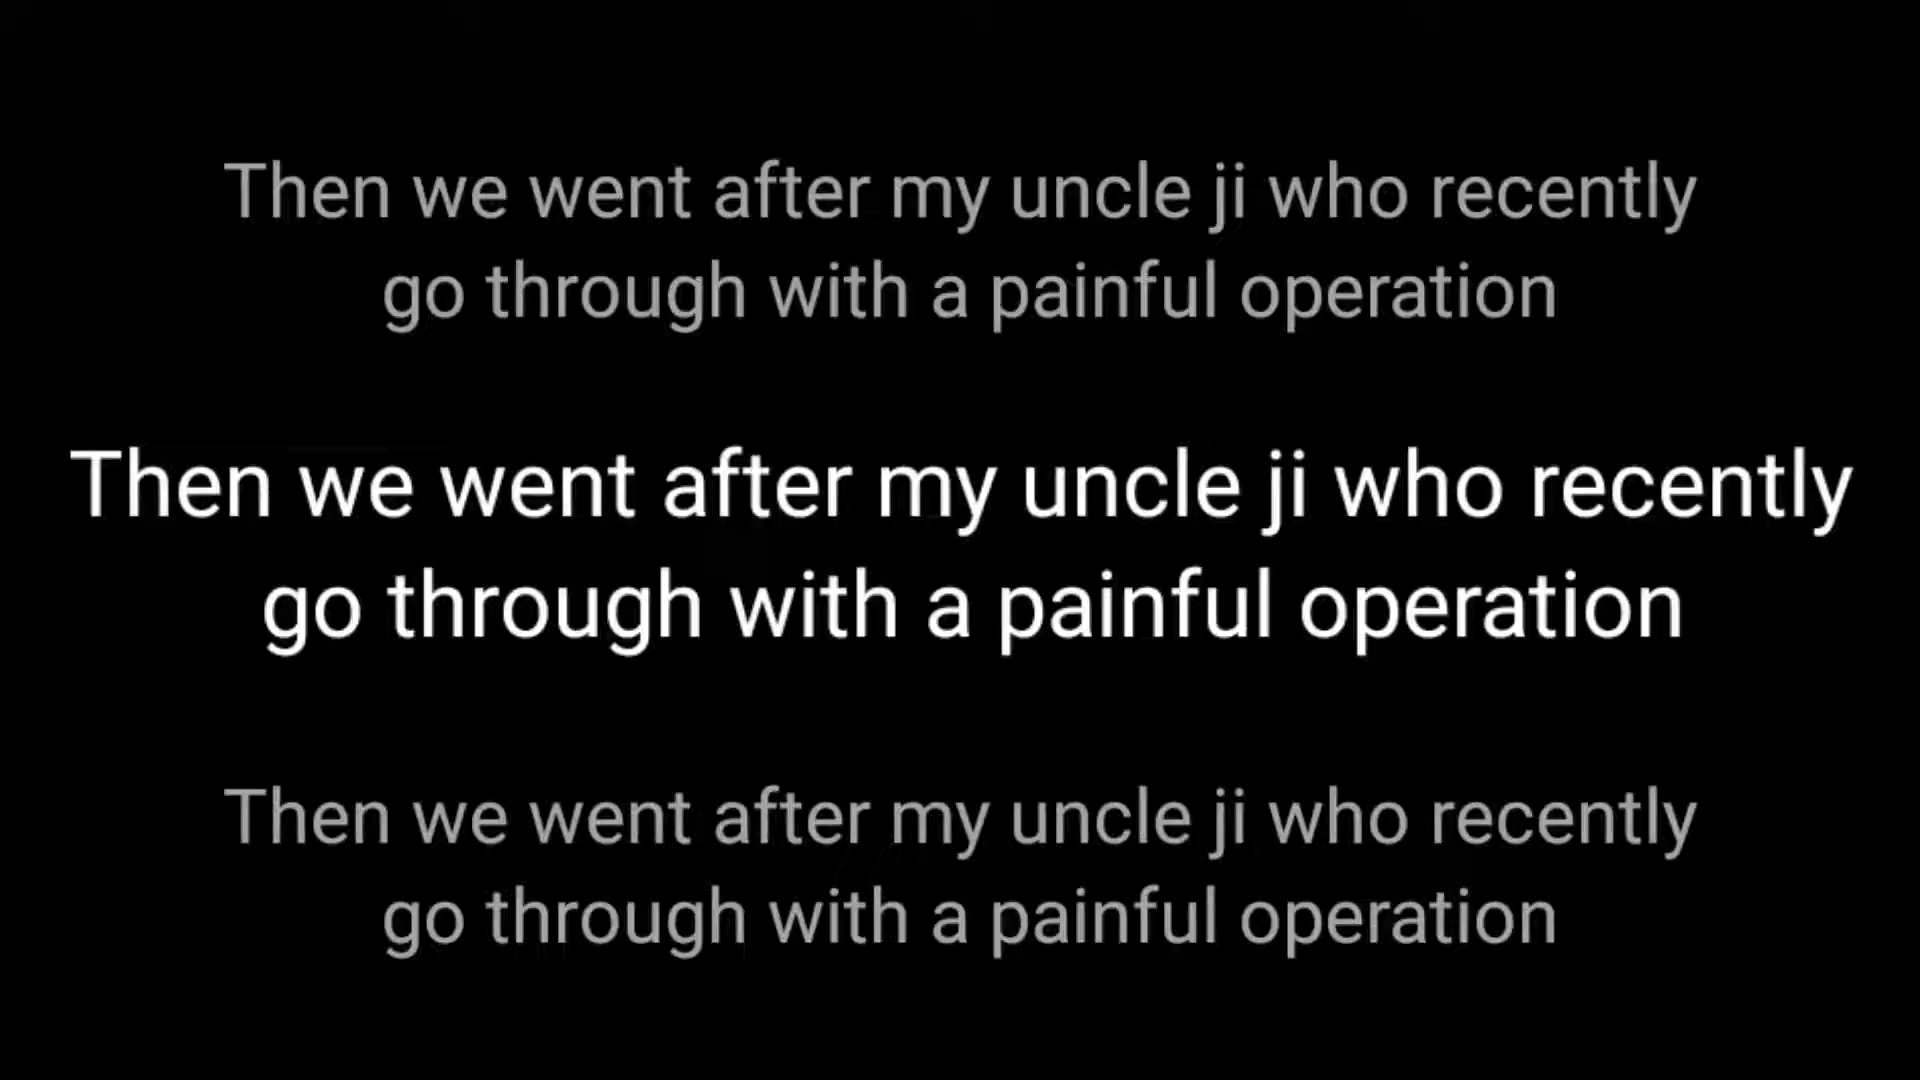 Then we went after my uncle ji who recently
go through with a painful operation
Then we went after my uncle ji who recently
go through with a painful operation
Then we went after my uncle ji who recently
go through with a painful operation